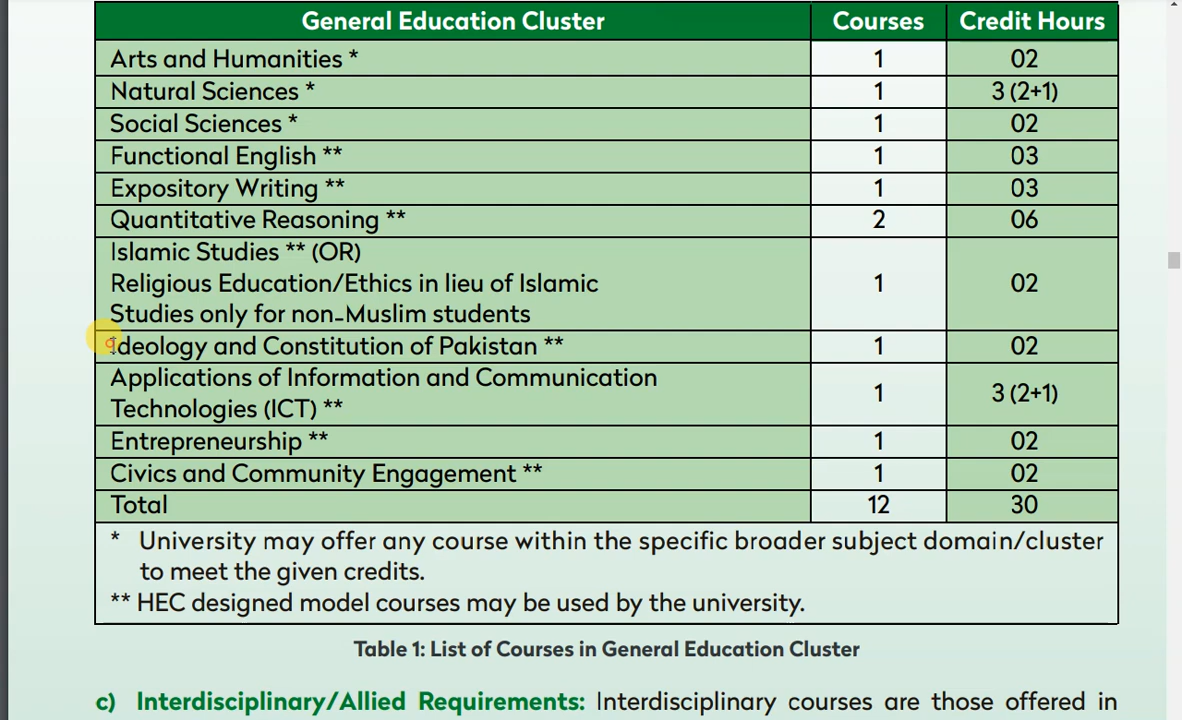 General Education Cluster Courses Credit Hours
Arts and Humanities * 1 02
Natural Sciences * 1 3 (2+1)
Social Sciences * 1 02
Functional English ** 1 03
Expository Writing ** 1 03
Quantitative Reasoning ** 2 06
Islamic Studies ** (OR)
Religious Education/Ethics in lieu of Islamic 1 02
Studies only for non-Muslim students
Ideology and Constitution of Pakistan ** 1 02
Applications of Information and Communication
Technologies (ICT) ** 1 3 (2+1)
Entrepreneurship ** 1 02
Civics and Community Engagement ** 1 02
Total 12 30
* University may offer any course within the specific broader subject domain/cluster
to meet the given credits.
** HEC designed model courses may be used by the university.
Table 1: List of Courses in General Education Cluster
c) Interdisciplinary/Allied Requirements: Interdisciplinary courses are those offered in